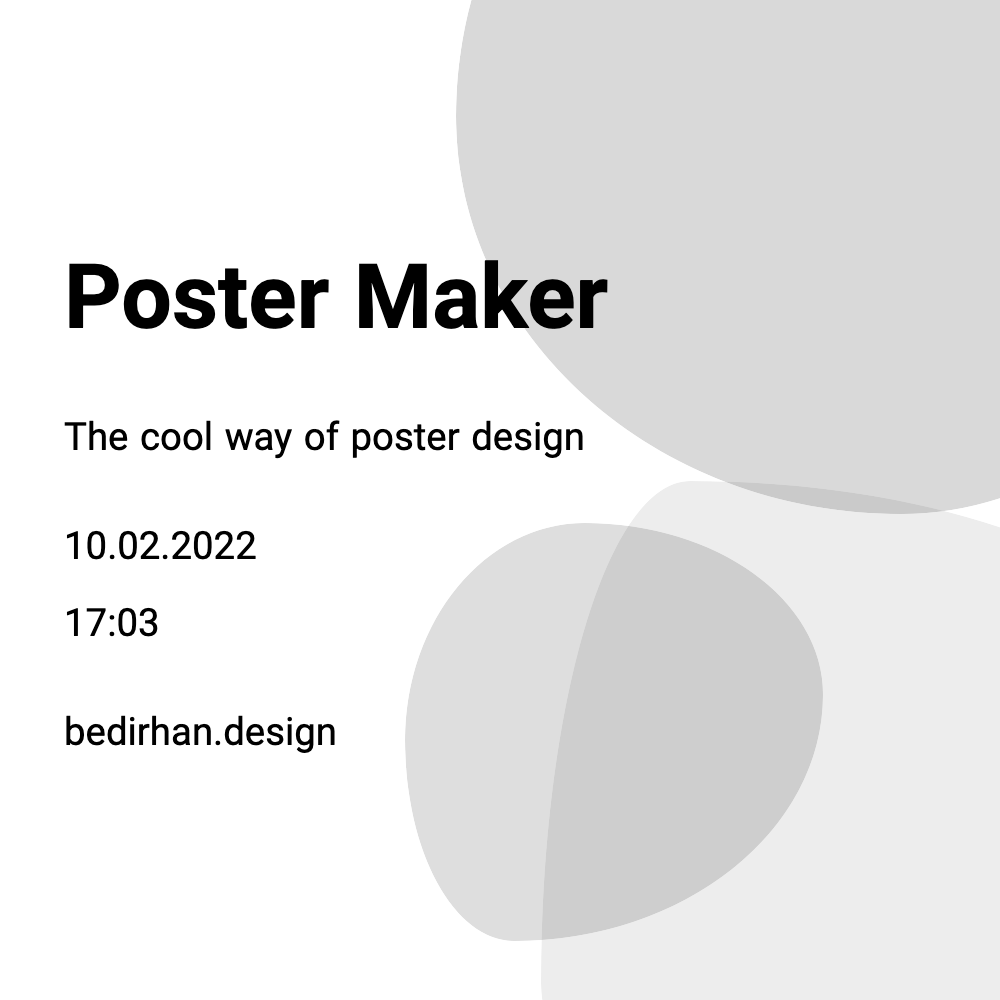 Poster Maker
The cool way of poster design
10.02.2022
17:03
bedirhan.design